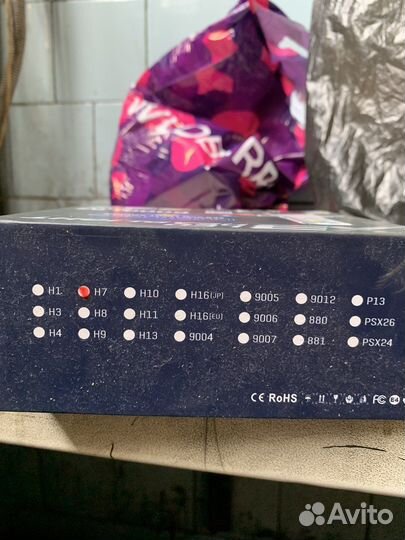 H1 H7 H10 H16(JP) 9005 9012 P13
H3 H8 H11 H16(EU) 9006 880 PSX26
H4 H9 H13 9004 9007 881 PSX24
CE RoHS FC
Avito